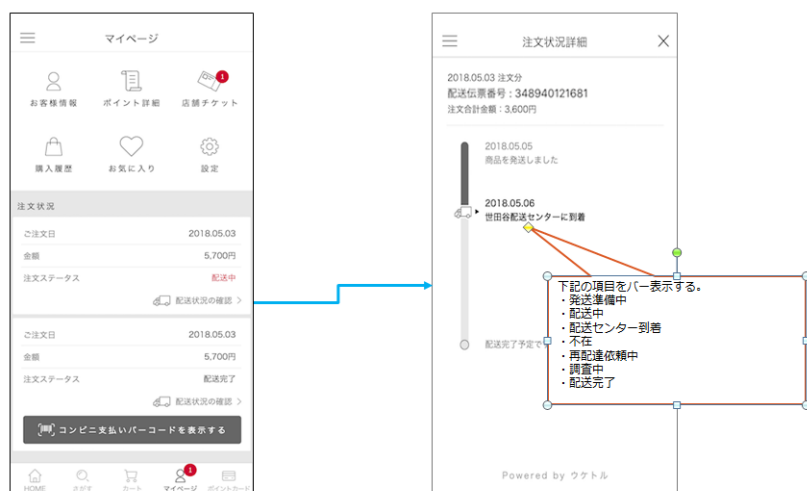 マイページ
お客様情報
ポイント詳細
店舗チケット
1
購入履歴
お気に入り
設定
注文状況
ご注文日 2018.05.03
金額 5,700円
注文ステータス 配送中
配送状況の確認
ご注文日 2018.05.03
金額 5,700円
注文ステータス 配送完了
配送状況の確認
コンビニ支払いバーコードを表示する
1
HOME
さがす
カート
マイページ
ポイントカード
注文状況詳細
2018.05.03 注文分
配送伝票番号：348940121681
注文合計金額：3,600円
2018.05.05
商品を発送しました
2018.05.06
世田谷配送センターに到着
配送完了予定で
下記の項目をバー表示する。
・発送準備中
・配送中
・配送センター到着
・不在
・再配達依頼中
・調査中
・配送完了
Powered by ウケトル